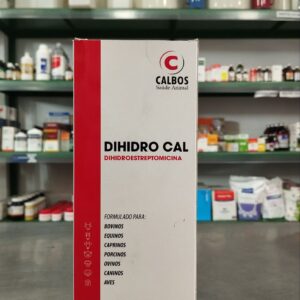 C
CALBOS
Saúde Animal
DIHIDRO CAL
DIHIDROESTREPTOMICINA
FORMULADO PARA:
BOVINOS
EQUINOS
CAPRINOS
PORCINOS
OVINOS
CANINOS
AVES